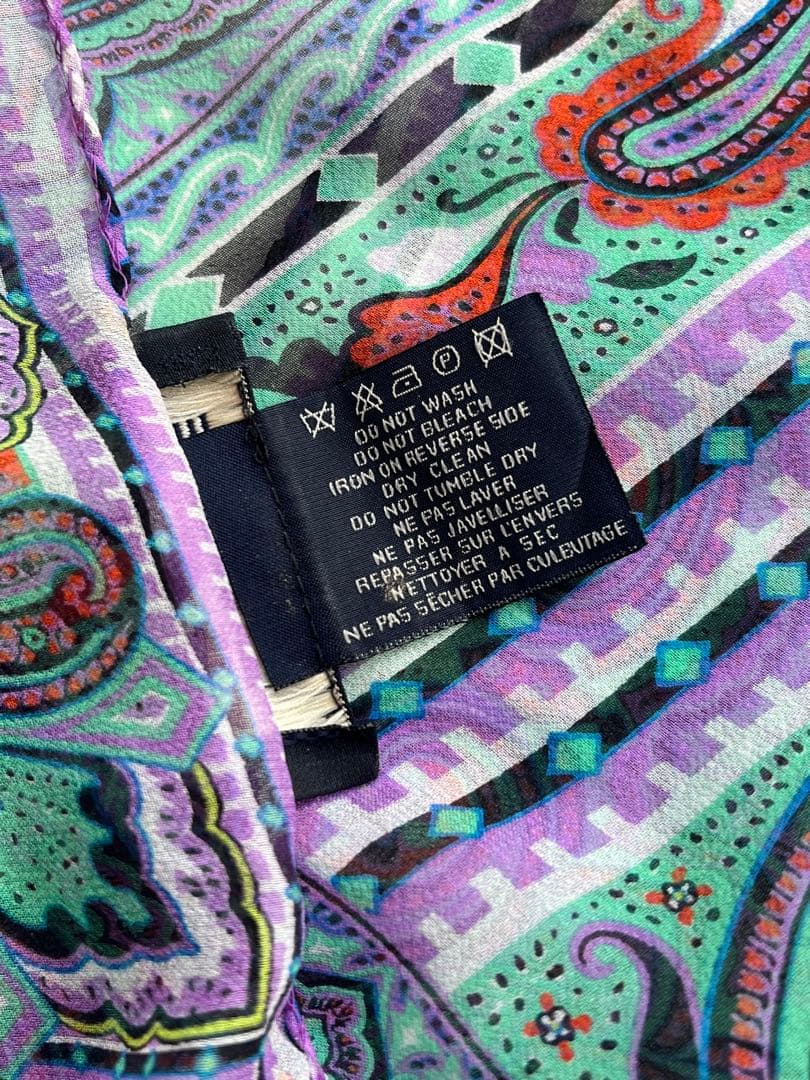 DO NOT WASH
DO NOT BLEACH
IRON ON REVERSE SIDE
DRY CLEAN
DO NOT TUMBLE DRY
NE PAS LAVER
NE PAS JAVELLISER
REPASSER SUR L'ENVERS
NETTOYER A SEC
NE PAS SÉCHER PAR CULBUTAGE